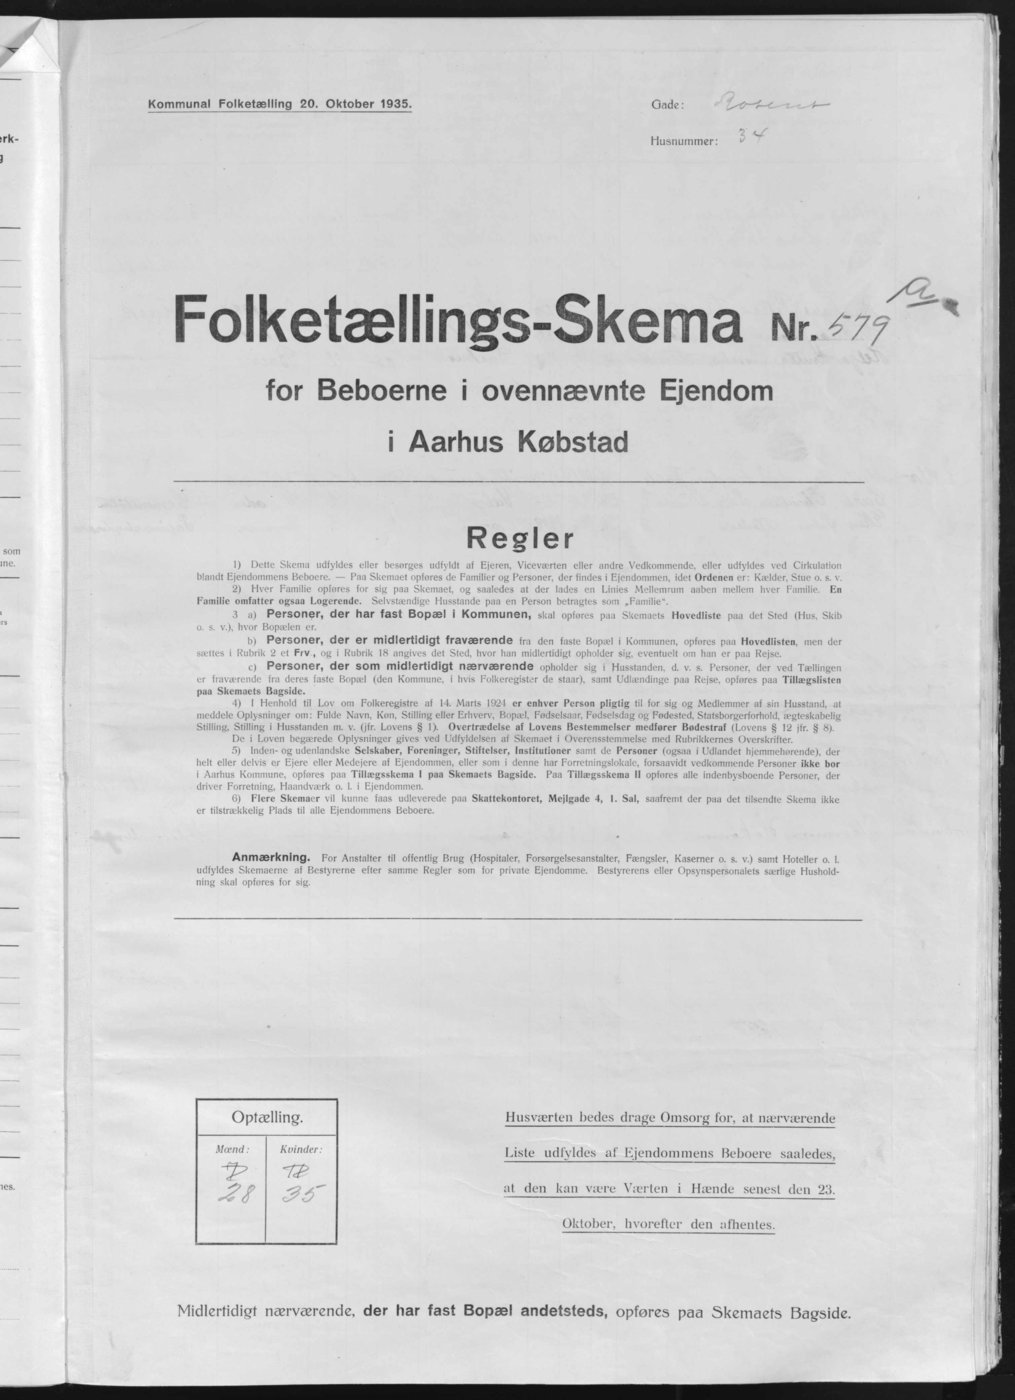 Kommunal Folketælling 20. Oktober 1935.
Gade: Rosenst
Husnummer: 34
a
Folketællings-Skema Nr. 579
for Beboerne i ovennævnte Ejendom
i Aarhus Købstad
Regler
1) Dette Skema udfyldes eller besørges udfyldt af Ejeren, Viceværten eller andre Vedkommende, eller udfyldes ved Cirkulation
blandt Ejendommens Beboere. — Paa Skemaet opføres de Familier og Personer, der findes i Ejendommen, idet Ordenen er: Kælder, Stue o. s. v.
2) Hver Familie opføres for sig paa Skemaet, og saaledes at der lades en Linies Mellemrum aaben mellem hver Familie. En
Familie omfatter ogsaa Logerende. Selvstændige Husstande paa en Person betragtes som „Familie“.
3 a) Personer, der har fast Bopæl i Kommunen, skal opføres paa Skemaets Hovedliste paa det Sted (Hus, Skib
o. s. v.), hvor Bopælen er.
b) Personer, der er midlertidigt fraværende fra den faste Bopæl i Kommunen, opføres paa Hovedlisten, men der
sættes i Rubrik 2 et Frv., og i Rubrik 18 angives det Sted, hvor han midlertidigt opholder sig, eventuelt om han er paa Rejse.
c) Personer, der som midlertidigt nærværende opholder sig i Husstanden, d. v. s. Personer, der ved Tællingen
er fraværende fra deres faste Bopæl (den Kommune, i hvis Folkeregister de staar), samt Udlændinge paa Rejse, opføres paa Tillægslisten
paa Skemaets Bagside.
4) I Henhold til Lov om Folkeregistre af 14. Marts 1924 er enhver Person pligtig til for sig og Medlemmer af sin Husstand, at
meddele Oplysninger om: Fulde Navn, Køn, Stilling eller Erhverv, Bopæl, Fødselsaar, Fødselsdag og Fødested, Statsborgerforhold, ægteskabelig
Stilling, Stilling i Husstanden m. v. (jfr. Lovens § 1). Overtrædelse af Lovens Bestemmelser medfører Bødestraf (Lovens § 12 jfr. § 8).
De i Loven begærede Oplysninger gives ved Udfyldelsen af Skemaet i Overensstemmelse med Rubrikkernes Overskrifter.
5) Inden- og udenlandske Selskaber, Foreninger, Stiftelser, Institutioner samt de Personer (ogsaa i Udlandet hjemmehørende), der
helt eller delvis er Ejere eller Medejere af Ejendommen, eller som i denne har Forretningslokale, forsaavidt vedkommende Personer ikke bor
i Aarhus Kommune, opføres paa Tillægsskema I paa Skemaets Bagside. Paa Tillægsskema II opføres alle indenbysboende Personer, der
driver Forretning, Haandværk o. l. i Ejendommen.
6) Flere Skemaer vil kunne faas udleverede paa Skattekontoret, Mejlgade 4, 1. Sal, saafremt der paa det tilsendte Skema ikke
er tilstrækkelig Plads til alle Ejendommens Beboere.
Anmærkning. For Anstalter til offentlig Brug (Hospitaler, Forsørgelsesanstalter, Fængsler, Kaserner o. s. v.) samt Hoteller o. l.
udfyldes Skemaerne af Bestyrerne efter samme Regler som for private Ejendomme. Bestyrerens eller Opsynspersonalets særlige Hushold-
ning skal opføres for sig.
Optælling.
Mænd: Kvinder:
28 35
Husværten bedes drage Omsorg for, at nærværende
Liste udfyldes af Ejendommens Beboere saaledes,
at den kan være Værten i Hænde senest den 23.
Oktober, hvorefter den afhentes.
Midlertidigt nærværende, der har fast Bopæl andetsteds, opføres paa Skemaets Bagside.